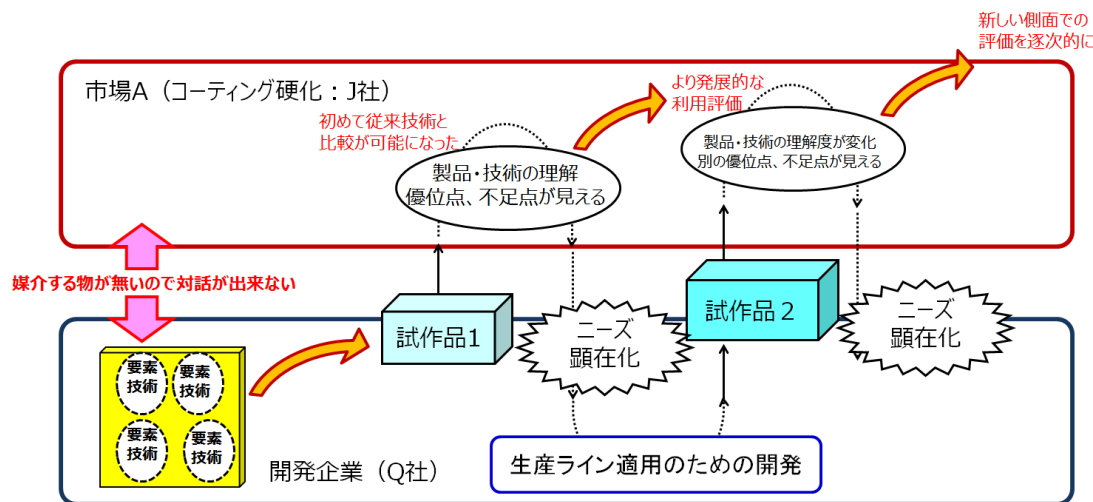 新しい側面での
評価を逐次的に
市場A（コーティング硬化：J社）
より発展的な
利用評価
初めて従来技術と
比較が可能になった
製品・技術の理解
優位点、不足点が見える
製品・技術の理解度が変化
別の優位点、不足点が見える
媒介する物が無いので対話が出来ない
試作品1
ニーズ
顕在化
試作品２
ニーズ
顕在化
要素
技術
要素
技術
要素
技術
要素
技術
開発企業（Q社）
生産ライン適用のための開発